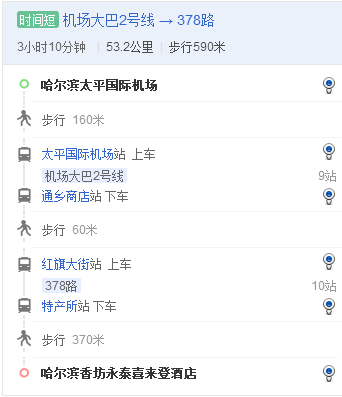 时间短 机场大巴2号线 → 378路
3小时10分钟 | 53.2公里 | 步行590米
哈尔滨太平国际机场
步行 160米
太平国际机场站 上车
机场大巴2号线 9站
通乡商店站 下车
步行 60米
红旗大街站 上车
378路 10站
特产所站 下车
步行 370米
哈尔滨香坊永泰喜来登酒店